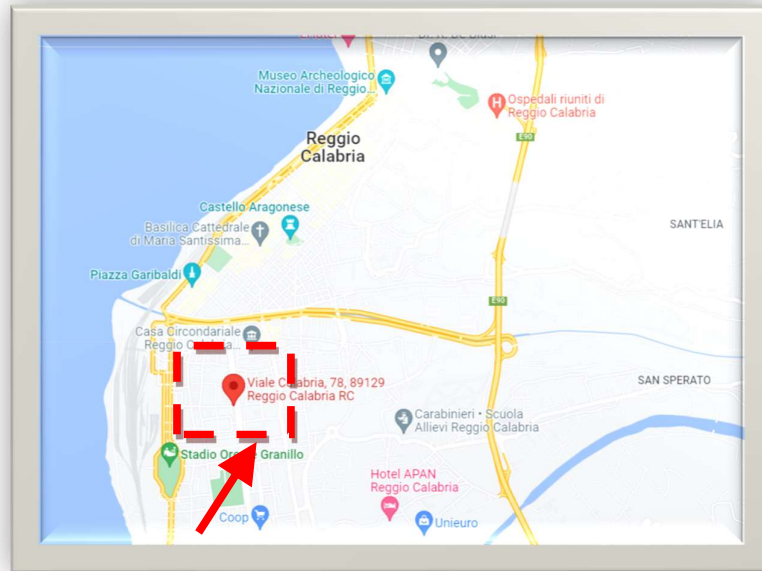 Museo Archeologico
Nazionale di Reggio...
Ospedali riuniti di
Reggio Calabria
E90
Reggio
Calabria
Castello Aragonese
Basilica Cattedrale
di Maria Santissima...
SANT'ELIA
Piazza Garibaldi
E90
Casa Circondariale
Reggio
Viale Calabria, 78, 89129
Reggio Calabria RC
SAN SPERATO
Carabinieri - Scuola
Allievi Reggio Calabria
Stadio Granillo
Hotel APAN
Reggio Calabria
Coop
Unieuro